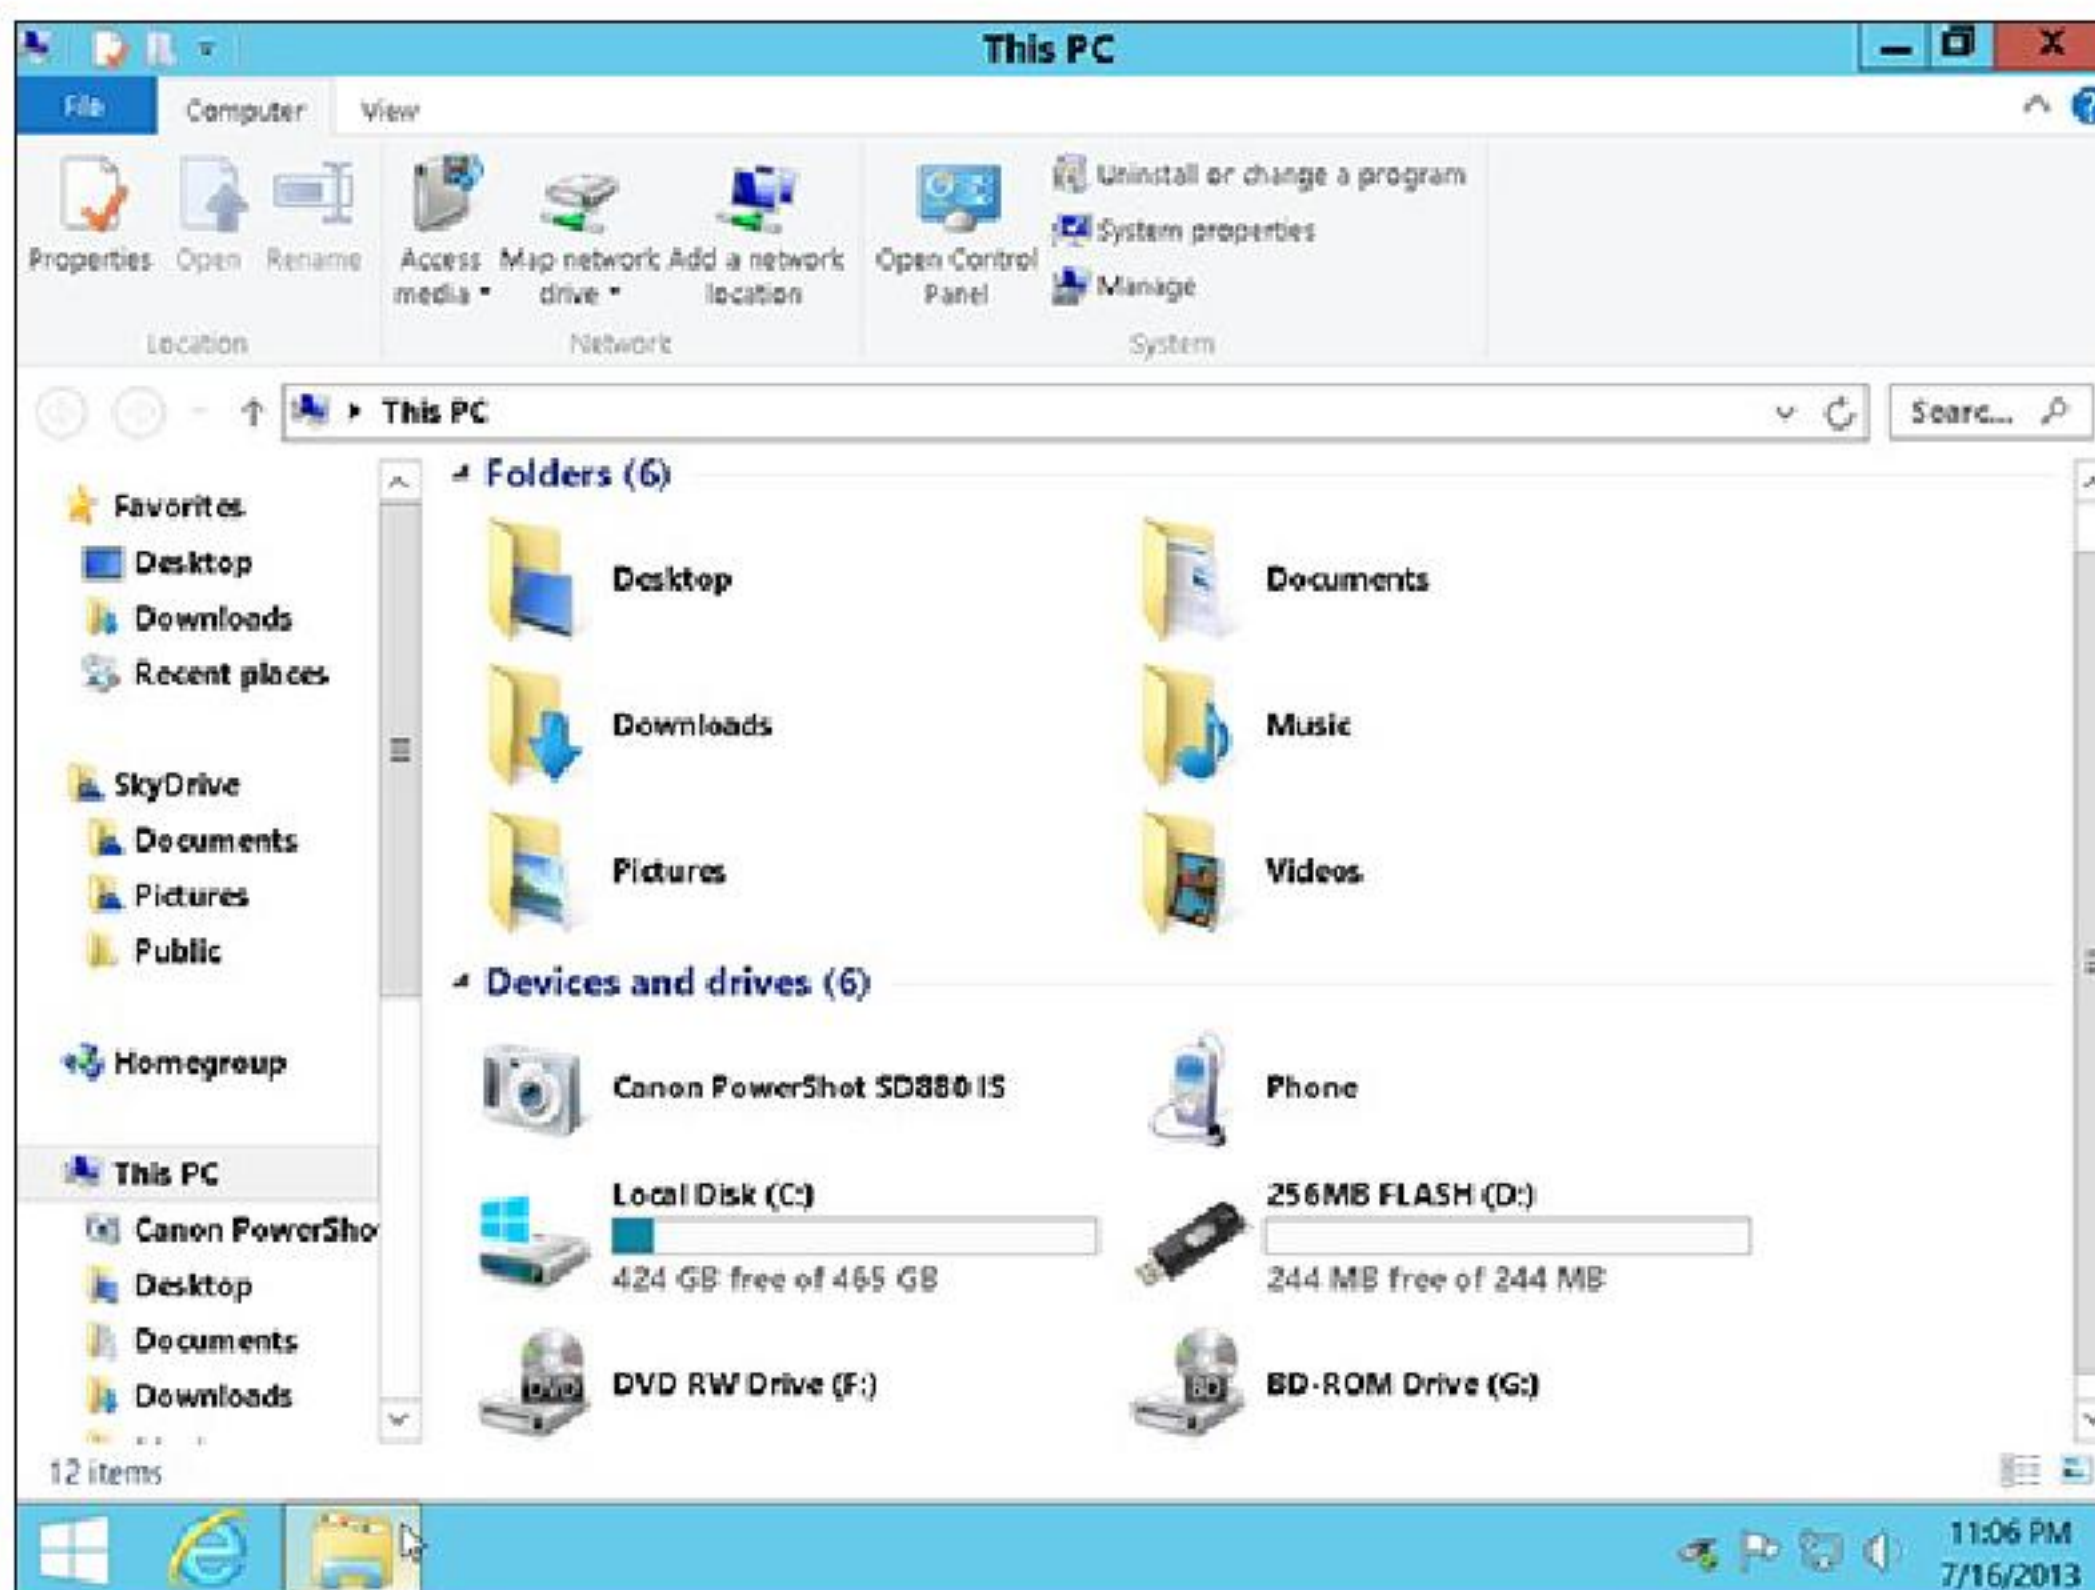 This PC
File Computer View
Properties Open Rename
Access media
Map network drive
Add a network location
Open Control Panel
Uninstall or change a program
System properties
Manage
Location Network System
This PC
Searc...
Favorites
Desktop
Downloads
Recent places
SkyDrive
Documents
Pictures
Public
Homegroup
This PC
Canon PowerSho
Desktop
Documents
Downloads
Folders (6)
Desktop Documents
Downloads Music
Pictures Videos
Devices and drives (6)
Canon PowerShot SD880 IS Phone
Local Disk (C:) 256MB FLASH (D:)
424 GB free of 465 GB 244 MB free of 244 MB
DVD
DVD RW Drive (F:)
BD
BD-ROM Drive (G:)
12 items
11:06 PM
7/16/2013